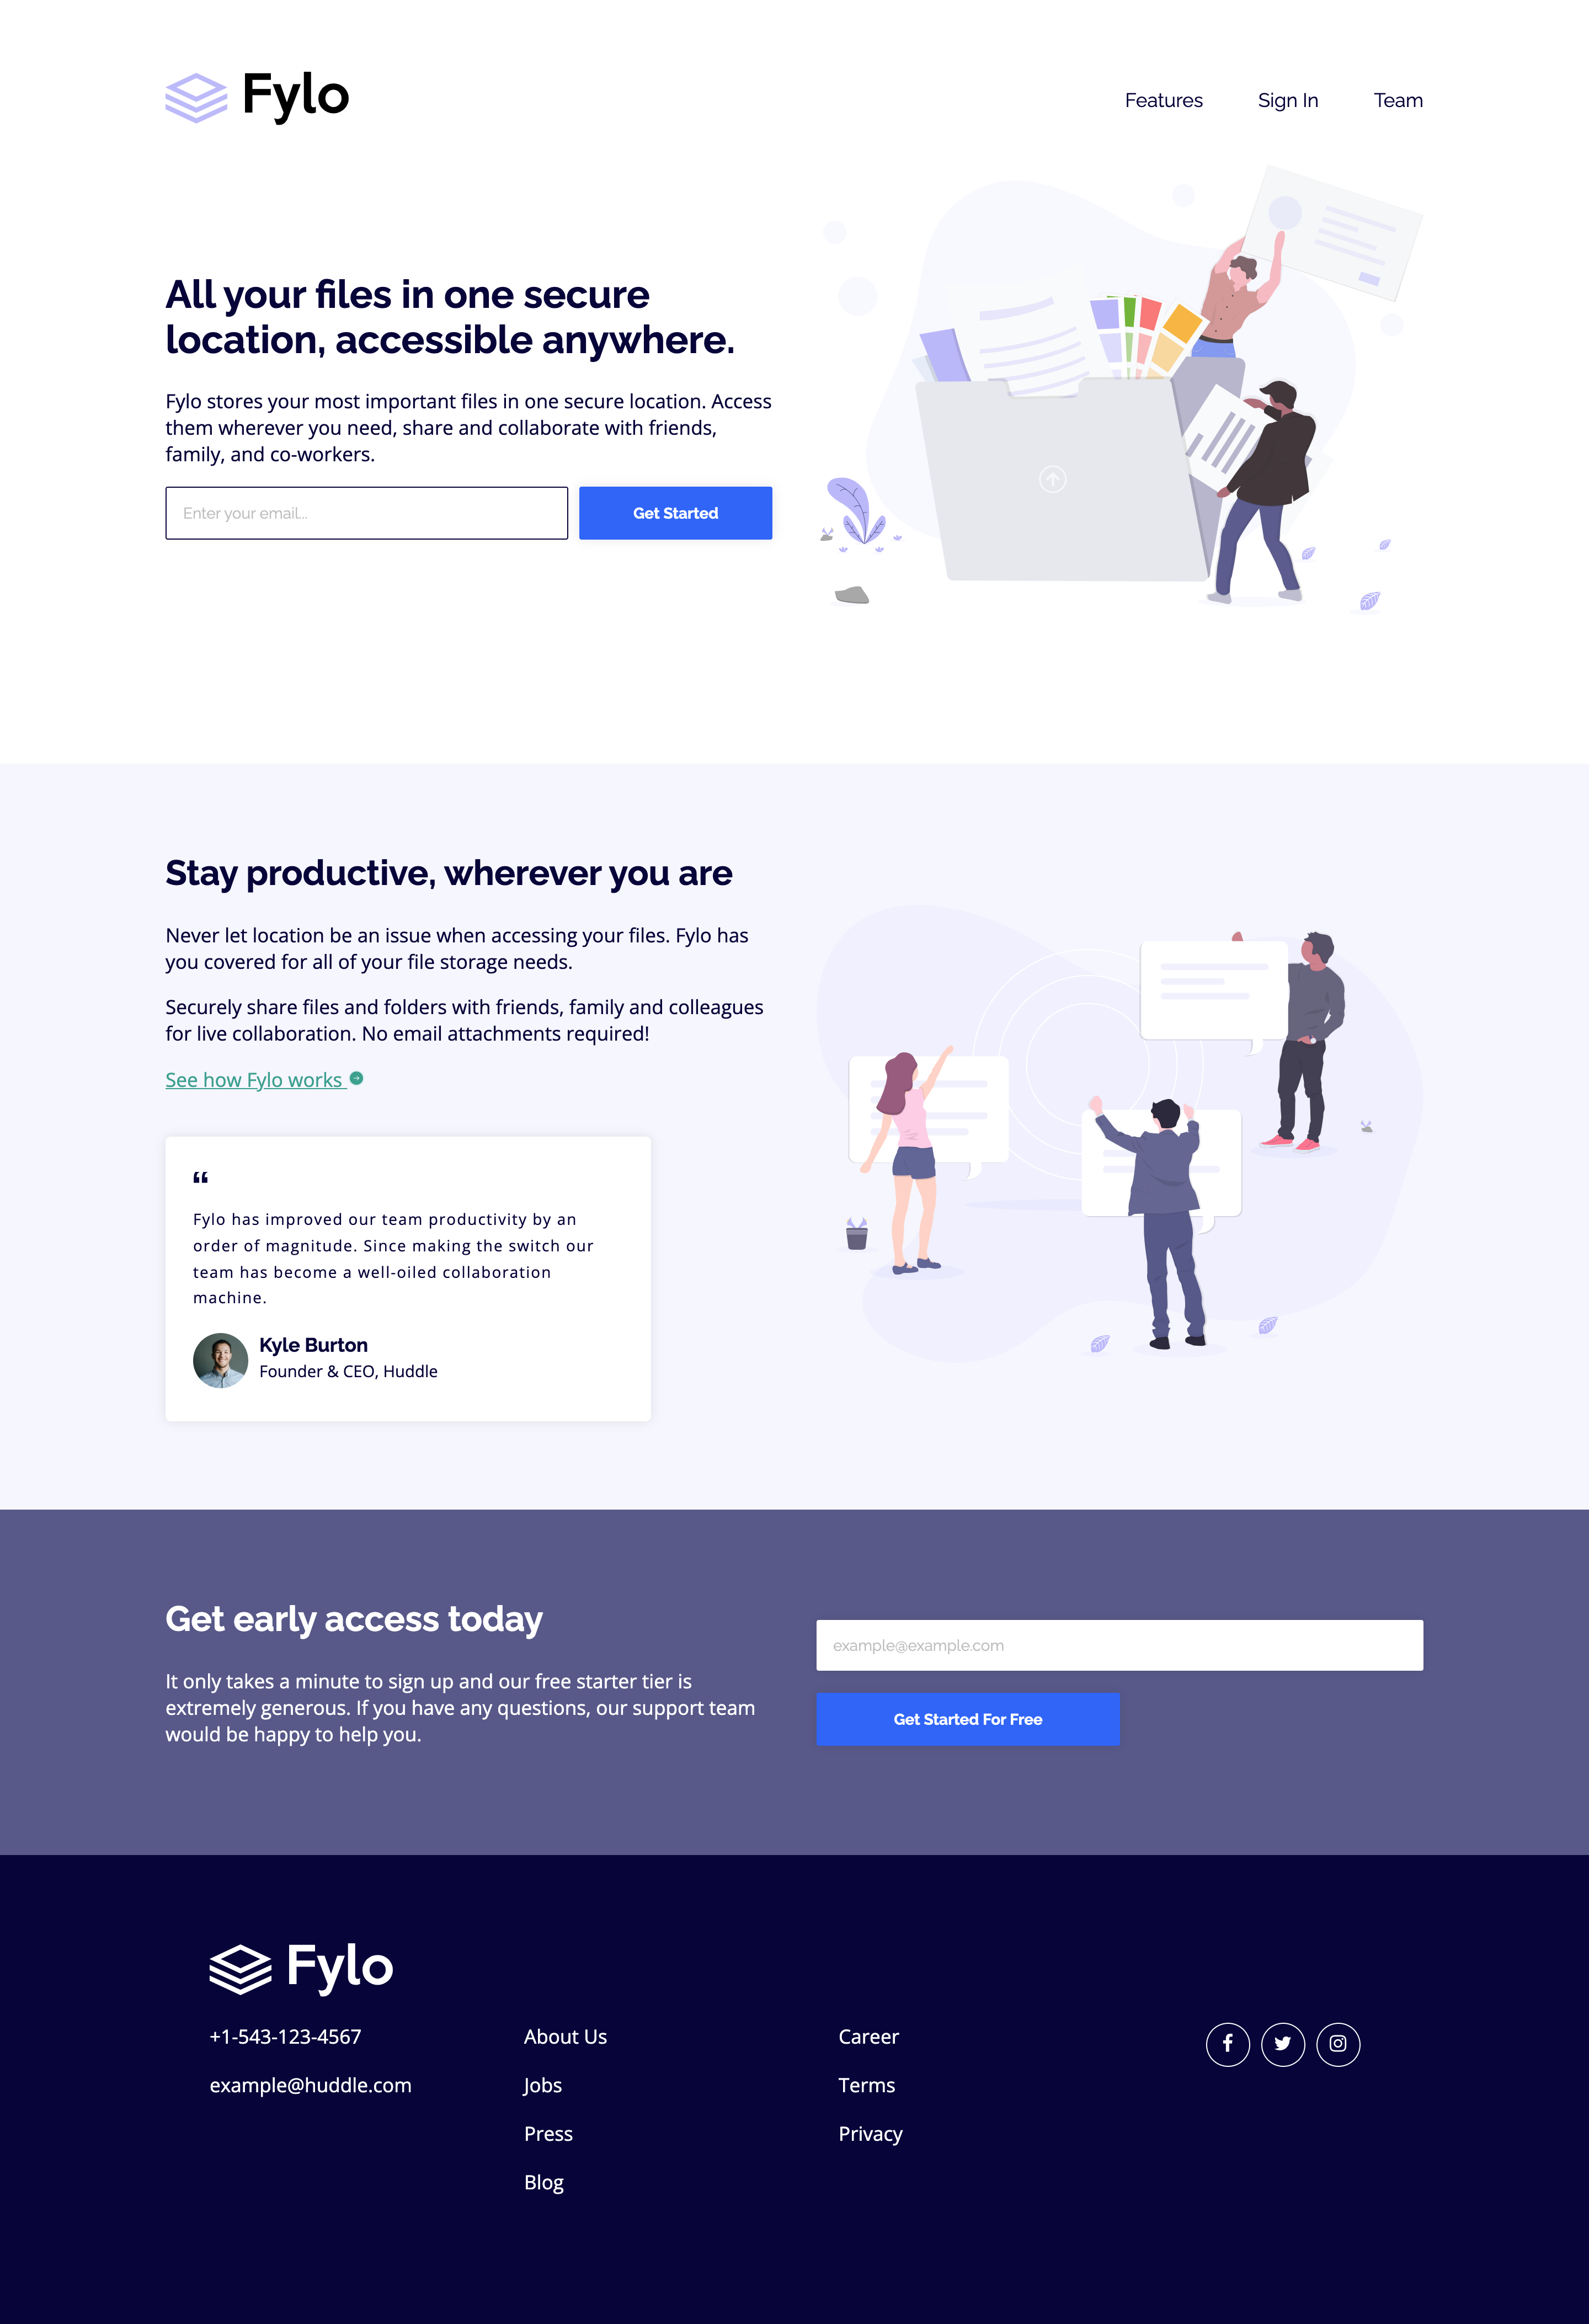 Fylo
Features
Sign In
Team
All your files in one secure
location, accessible anywhere.
Fylo stores your most important files in one secure location. Access
them wherever you need, share and collaborate with friends,
family, and co-workers.
Enter your email...
Get Started
Stay productive, wherever you are
Never let location be an issue when accessing your files. Fylo has
you covered for all of your file storage needs.
Securely share files and folders with friends, family and colleagues
for live collaboration. No email attachments required!
See how Fylo works
“
Fylo has improved our team productivity by an
order of magnitude. Since making the switch our
team has become a well-oiled collaboration
machine.
Kyle Burton
Founder & CEO, Huddle
Get early access today
It only takes a minute to sign up and our free starter tier is
extremely generous. If you have any questions, our support team
would be happy to help you.
example@example.com
Get Started For Free
Fylo
+1-543-123-4567
example@huddle.com
About Us
Jobs
Press
Blog
Career
Terms
Privacy